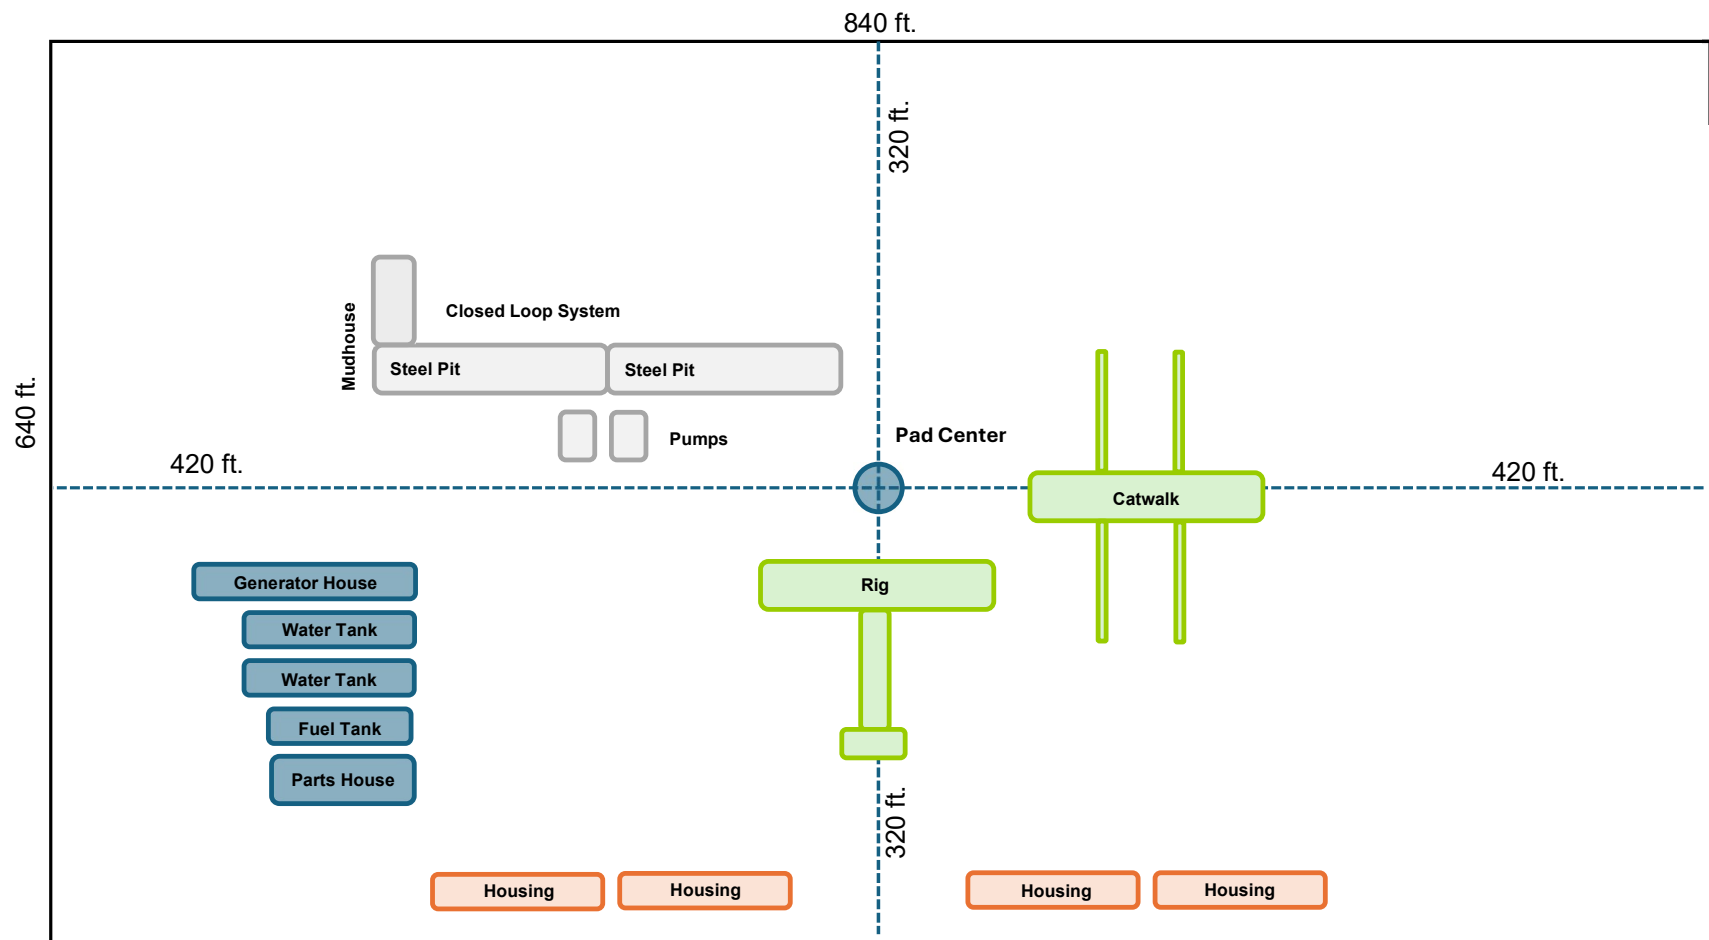 840 ft.
320 ft.
Mudhouse
Closed Loop System
Steel Pit
Steel Pit
640 ft.
Pumps
Pad Center
420 ft.
420 ft.
Catwalk
Generator House
Rig
Water Tank
Water Tank
Fuel Tank
Parts House
320 ft.
Housing
Housing
Housing
Housing